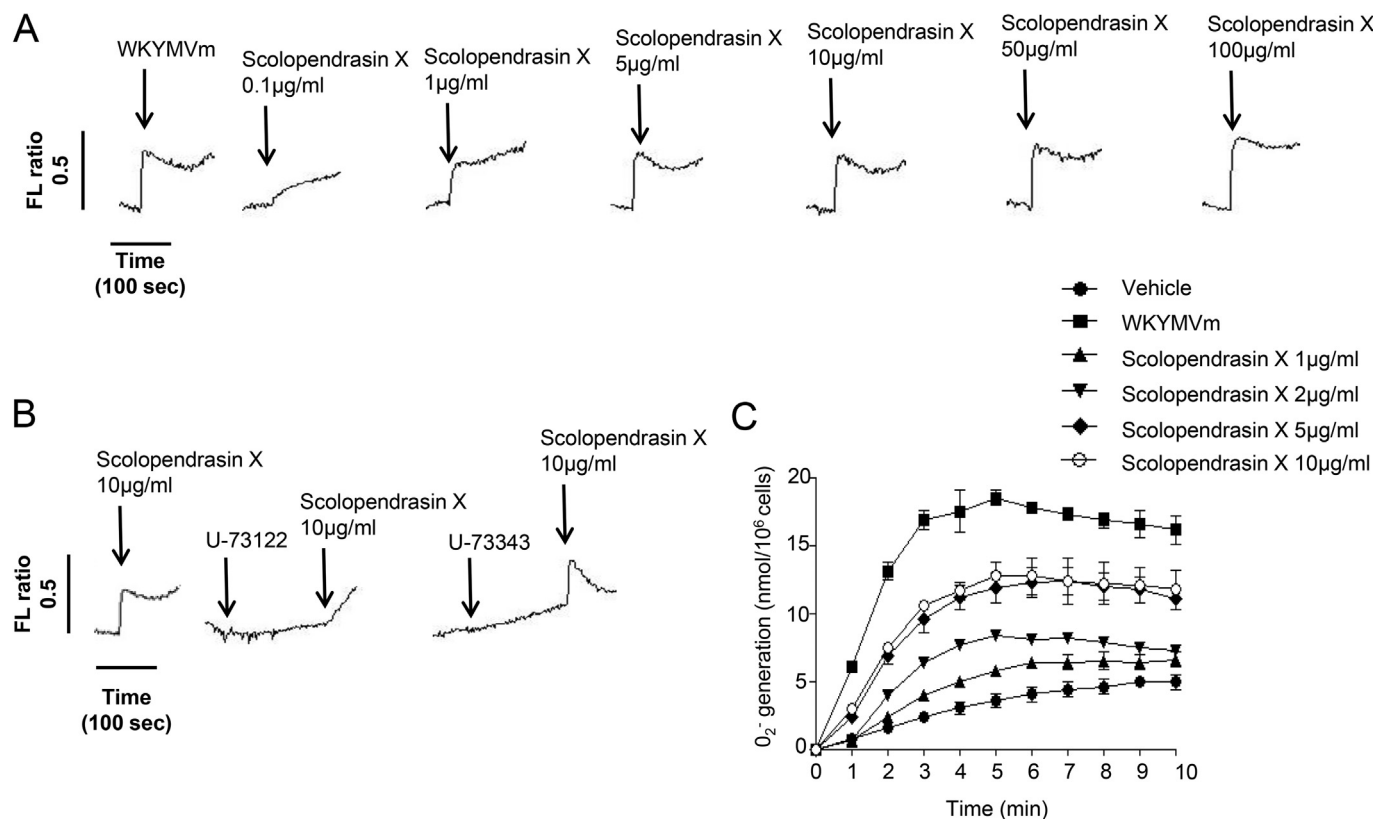 A
WKYMVm
Scolopendrasin X
0.1µg/ml
Scolopendrasin X
1µg/ml
Scolopendrasin X
5µg/ml
Scolopendrasin X
10µg/ml
Scolopendrasin X
50µg/ml
Scolopendrasin X
100µg/ml
FL ratio
0.5
Time
(100 sec)
B
Scolopendrasin X
10µg/ml
U-73122
Scolopendrasin X
10µg/ml
U-73343
Scolopendrasin X
10µg/ml
FL ratio
0.5
Time
(100 sec)
C
Vehicle
WKYMVm
Scolopendrasin X 1µg/ml
Scolopendrasin X 2µg/ml
Scolopendrasin X 5µg/ml
Scolopendrasin X 10µg/ml
0₂⁻ generation (nmol/10⁶ cells)
20
15
10
5
0
0 1 2 3 4 5 6 7 8 9 10
Time (min)